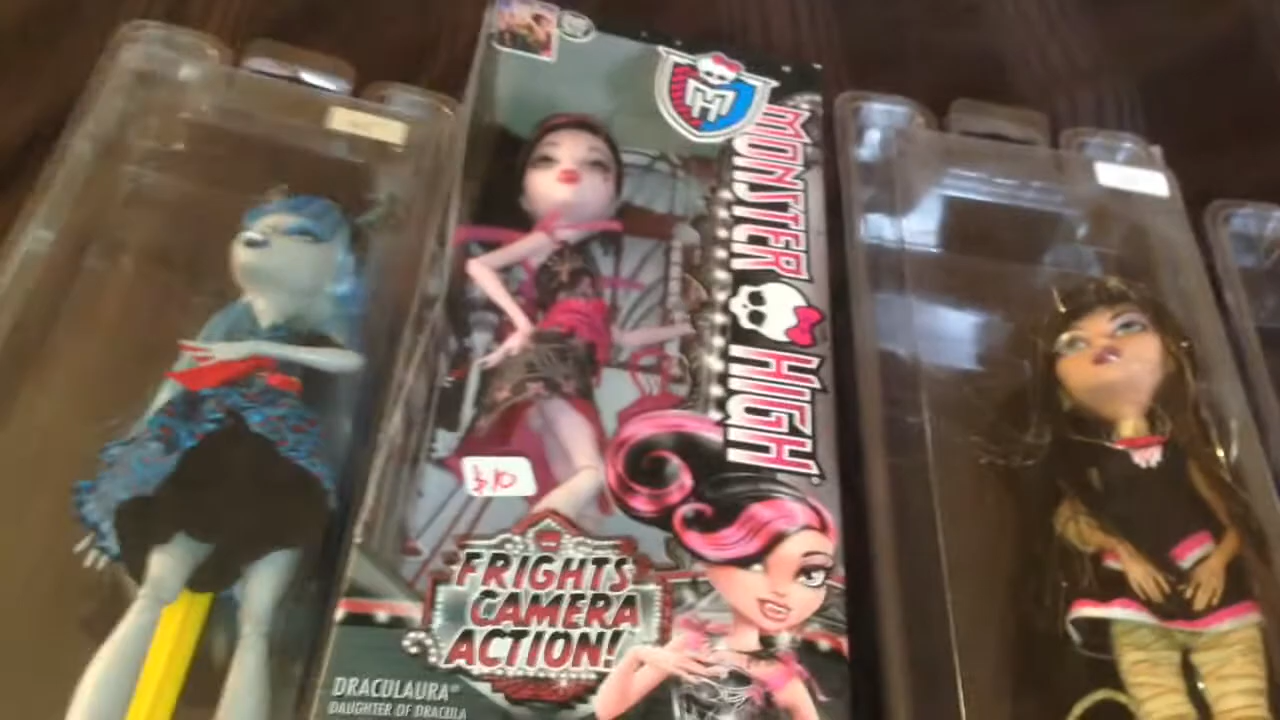 MONSTER HIGH
$10
FRIGHTS
CAMERA
ACTION!
DRACULAURA
DAUGHTER OF DRACULA